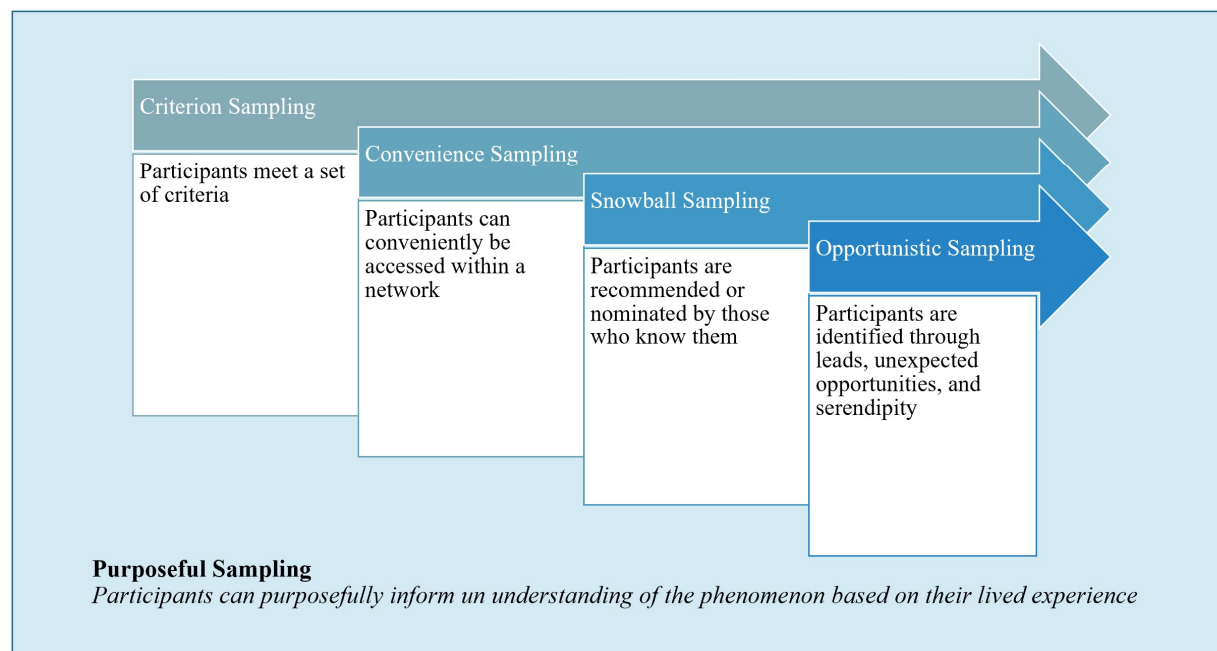 Criterion Sampling
Participants meet a set
of criteria
Convenience Sampling
Participants can
conveniently be
accessed within a
network
Snowball Sampling
Participants are
recommended or
nominated by those
who know them
Opportunistic Sampling
Participants are
identified through
leads, unexpected
opportunities, and
serendipity
Purposeful Sampling
Participants can purposefully inform un understanding of the phenomenon based on their lived experience